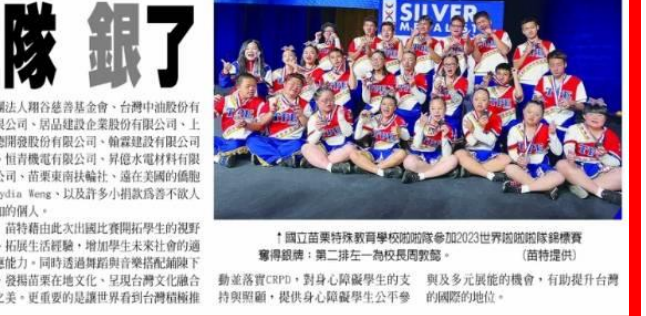 隊 銀了
團法人翔谷慈善基金會、台灣中油股份有
限公司、居品建設企業股份有限公司、上
德開發股份有限公司、翰霖建設有限公司
、恒青機電有限公司、昇億水電材料有限
公司、苗栗東南扶輪社、遠在美國的僑胞
Lydia Weng、以及許多小捐款為善不欲人
知的個人。
苗特藉由此次出國比賽開拓學生的視野
、拓展生活經驗，增加學生未來社會的適
應能力。同時透過舞蹈與音樂搭配鋪陳下
，發揚苗栗在地文化、呈現台灣文化融合
之美。更重要的是讓世界看到台灣積極推
SILVER
MEDALIST
TPE
↑國立苗栗特殊教育學校啦啦隊參加2023世界啦啦啦隊錦標賽
奪得銀牌；第二排左一為校長周敦懿。 (苗特提供)
動並落實CRPD，對身心障礙學生的支
持與照顧，提供身心障礙學生公平參
與及多元展能的機會，有助提升台灣
的國際的地位。